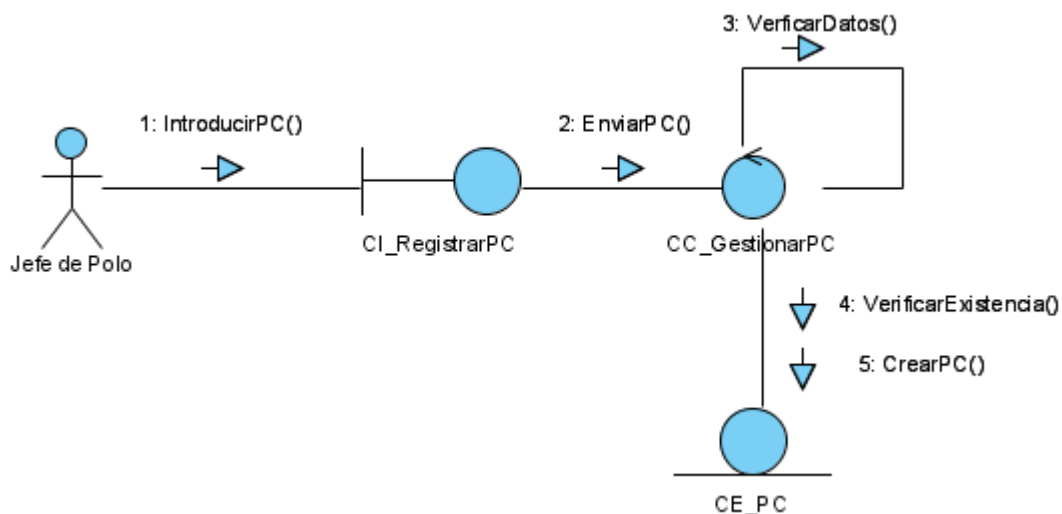 3: VerficarDatos()
1: IntroducirPC()
2: EnviarPC()
CI_RegistrarPC
CC_GestionarPC
Jefe de Polo
4: VerificarExistencia()
5: CrearPC()
CE_PC